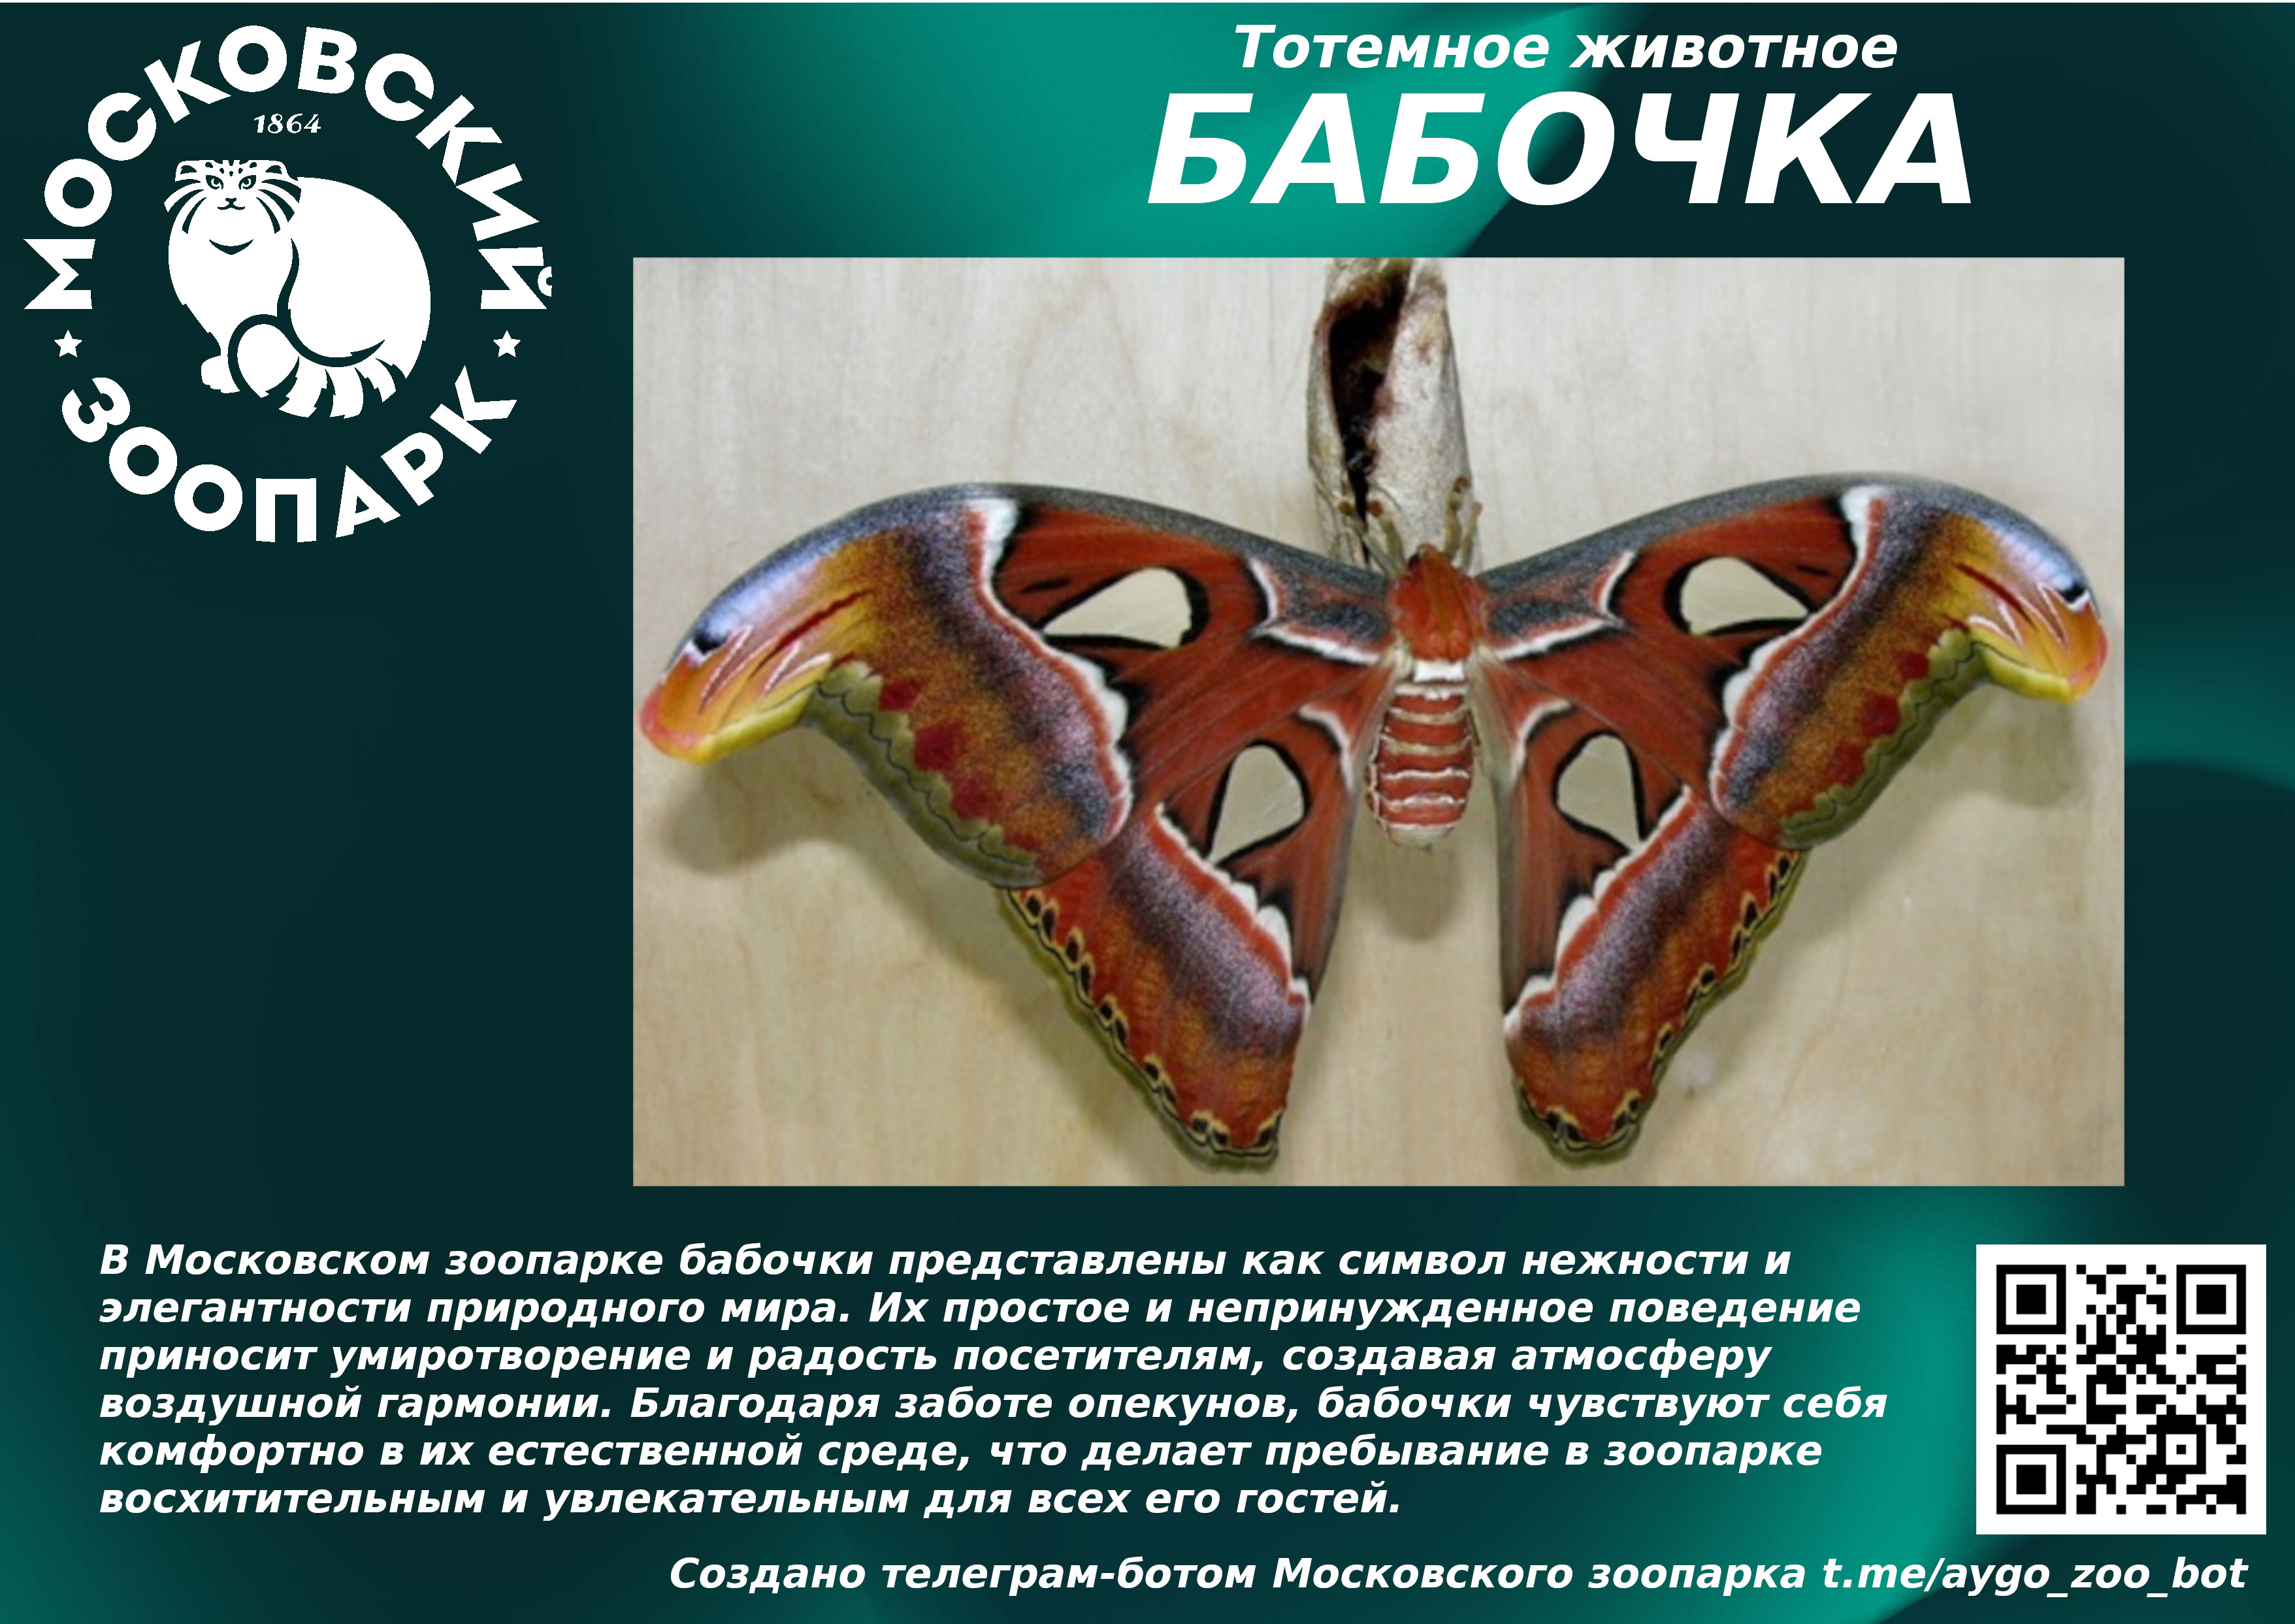 МОСКОВСКИЙ
1864
ЗООПАРК
Тотемное животное
БАБОЧКА
В Московском зоопарке бабочки представлены как символ нежности и
элегантности природного мира. Их простое и непринужденное поведение
приносит умиротворение и радость посетителям, создавая атмосферу
воздушной гармонии. Благодаря заботе опекунов, бабочки чувствуют себя
комфортно в их естественной среде, что делает пребывание в зоопарке
восхитительным и увлекательным для всех его гостей.
Создано телеграм-ботом Московского зоопарка t.me/aygo_zoo_bot